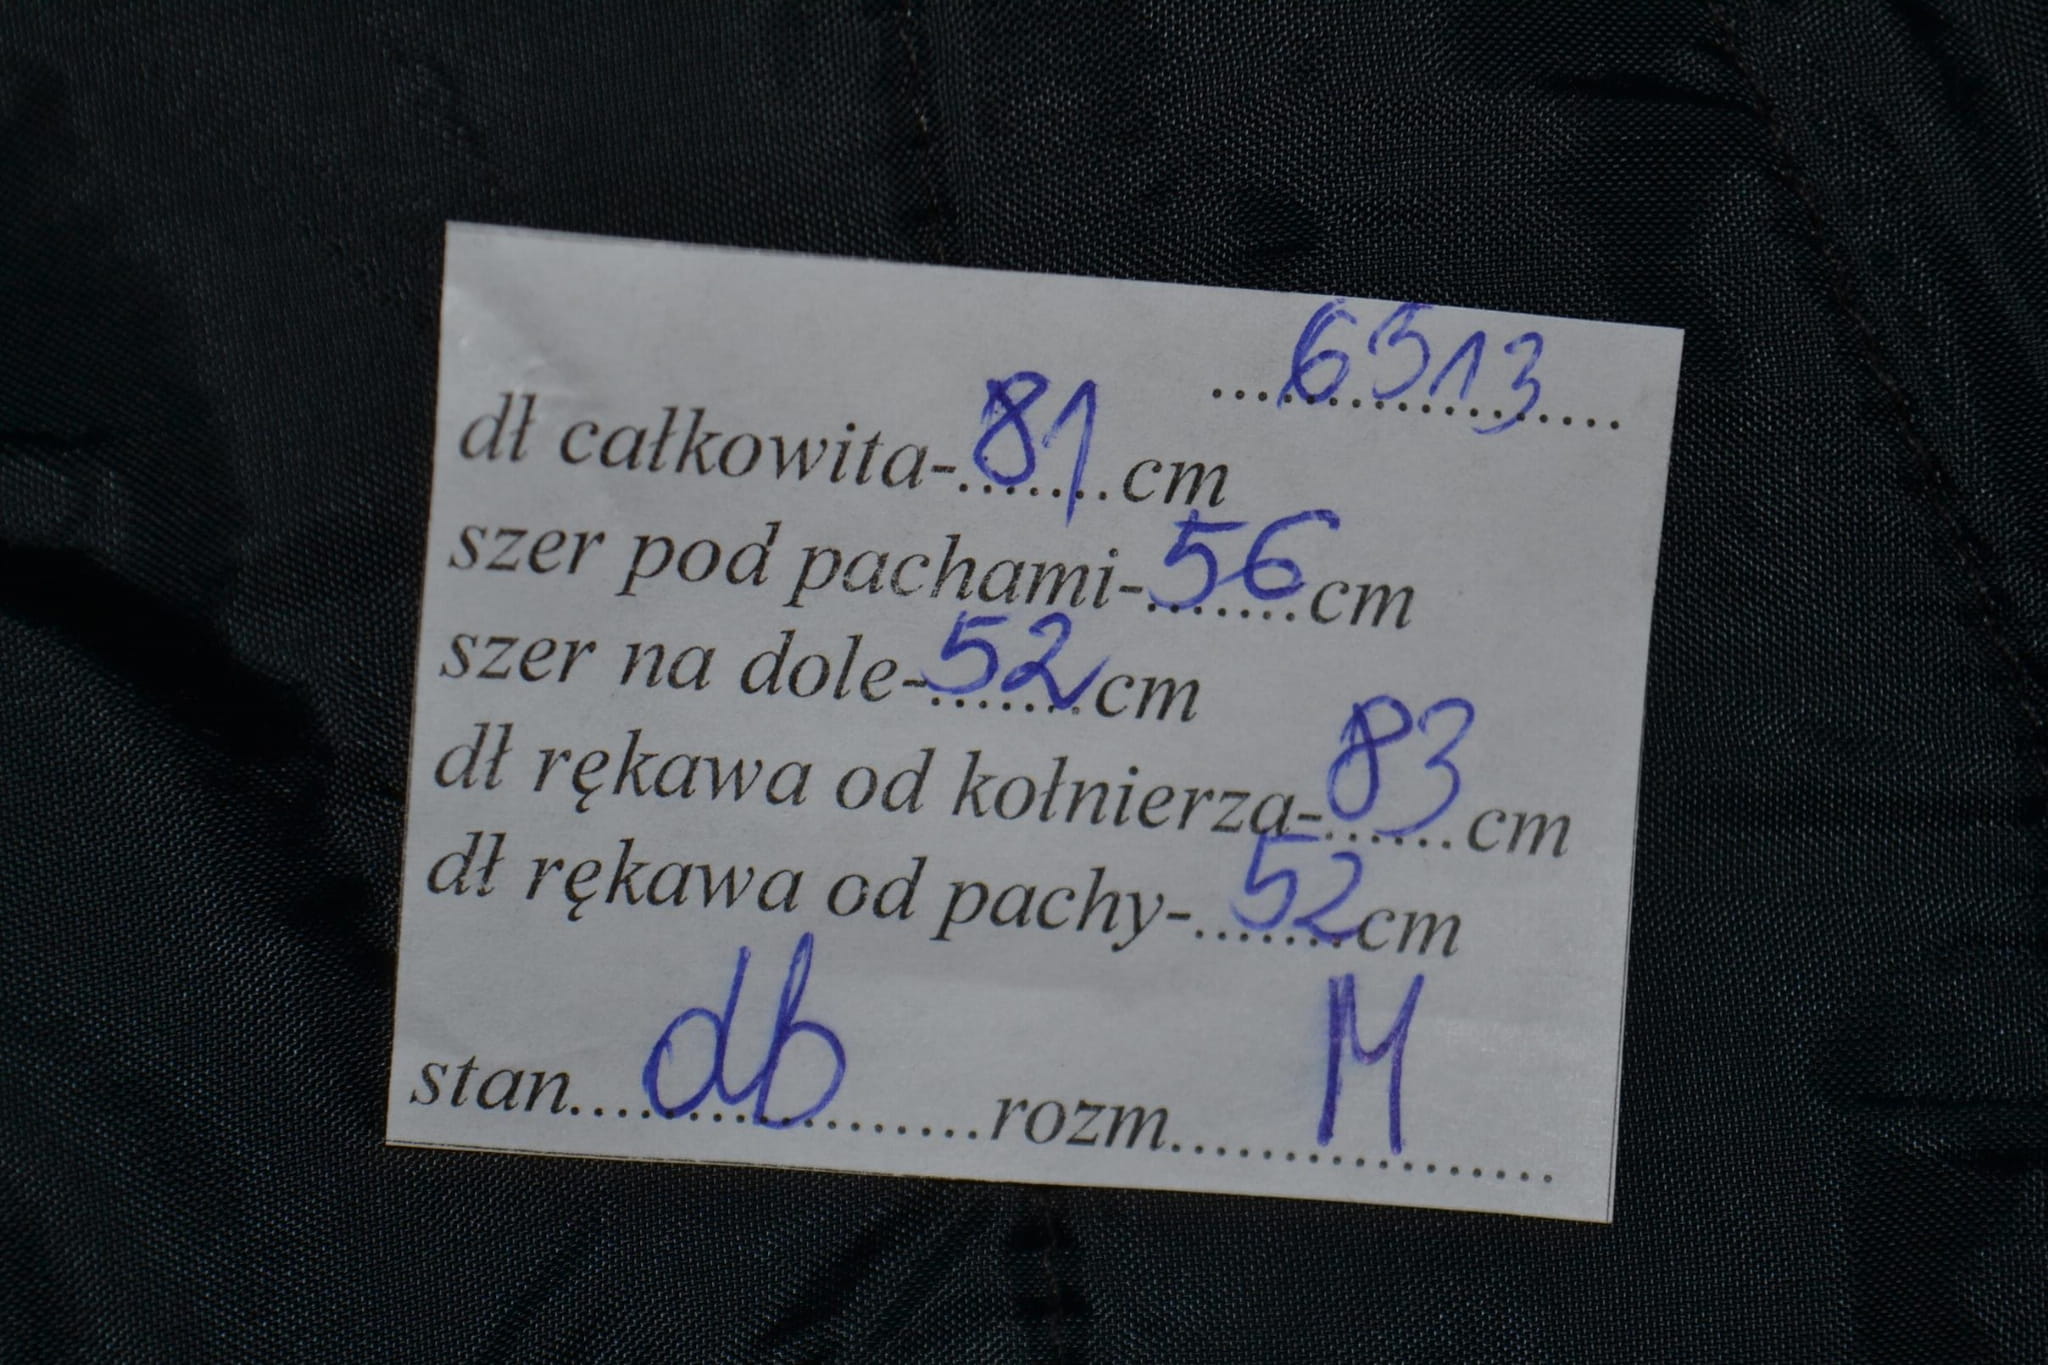 6513
dł całkowita-81cm
szer pod pachami-56cm
szer na dole-52cm
dł rękawa od kołnierza-83cm
dł rękawa od pachy-52cm
stan....db....rozm....M....